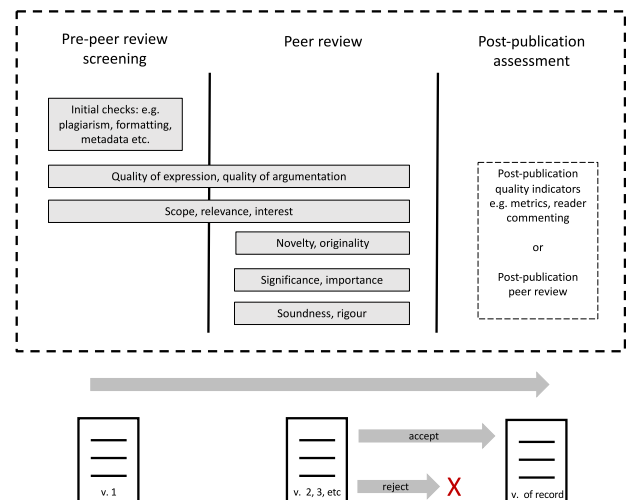 Pre-peer review
screening
Peer review
Post-publication
assessment
Initial checks: e.g.
plagiarism, formatting,
metadata etc.
Quality of expression, quality of argumentation
Scope, relevance, interest
Novelty, originality
Significance, importance
Soundness, rigour
Post-publication
quality indicators
e.g. metrics, reader
commenting
or
Post-publication
peer review
accept
reject
X
v. 1
v. 2, 3, etc
v. of record